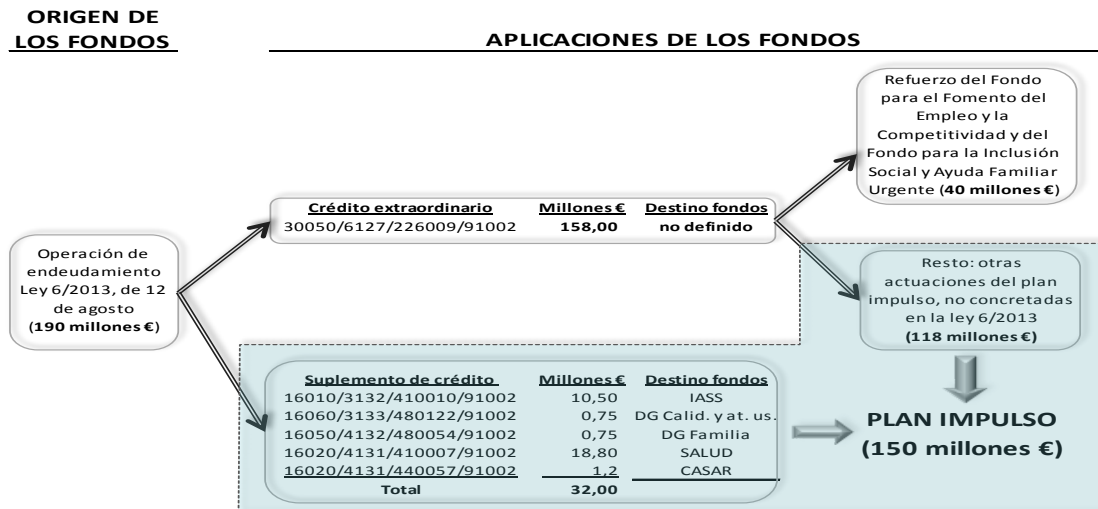 ORIGEN DE
LOS FONDOS
APLICACIONES DE LOS FONDOS
Refuerzo del Fondo
para el Fomento del
Empleo y la
Competitividad y del
Fondo para la Inclusión
Social y Ayuda Familiar
Urgente (40 millones €)
Crédito extraordinario Millones € Destino fondos
30050/6127/226009/91002 158,00 no definido
Operación de
endeudamiento
Ley 6/2013, de 12
de agosto
(190 millones €)
Resto: otras
actuaciones del plan
impulso, no concretadas
en la ley 6/2013
(118 millones €)
Suplemento de crédito Millones € Destino fondos
16010/3132/410010/91002 10,50 IASS
16060/3133/480122/91002 0,75 DG Calid. y at. us.
16050/4132/480054/91002 0,75 DG Familia
16020/4131/410007/91002 18,80 SALUD
16020/4131/440057/91002 1,2 CASAR
Total 32,00
PLAN IMPULSO
(150 millones €)